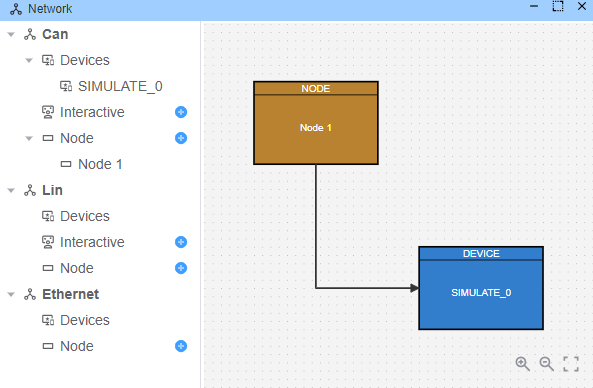 Network
Can
Devices
SIMULATE_0
Interactive
Node
Node 1
Lin
Devices
Interactive
Node
Ethernet
Devices
Node
NODE
Node 1
DEVICE
SIMULATE_0